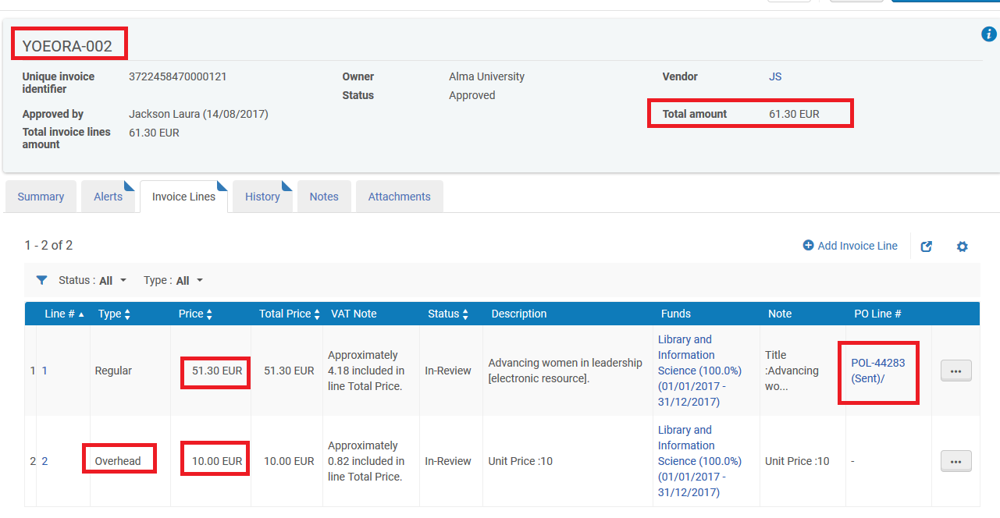 YOEORA-002
Unique invoice identifier 3722458470000121
Owner Alma University
Vendor JS
Status Approved
Approved by Jackson Laura (14/08/2017)
Total amount 61.30 EUR
Total invoice lines amount 61.30 EUR
Summary Alerts Invoice Lines History Notes Attachments
1 - 2 of 2
Add Invoice Line
Status : All Type : All
Line # Type Price Total Price VAT Note Status Description Funds Note PO Line #
1 1 Regular 51.30 EUR 51.30 EUR Approximately 4.18 included in line Total Price. In-Review Advancing women in leadership [electronic resource]. Library and Information Science (100.0%) (01/01/2017 - 31/12/2017) Title :Advancing wo... POL-44283 (Sent)/
2 2 Overhead 10.00 EUR 10.00 EUR Approximately 0.82 included in line Total Price. In-Review Unit Price :10 Library and Information Science (100.0%) (01/01/2017 - 31/12/2017) Unit Price :10 -